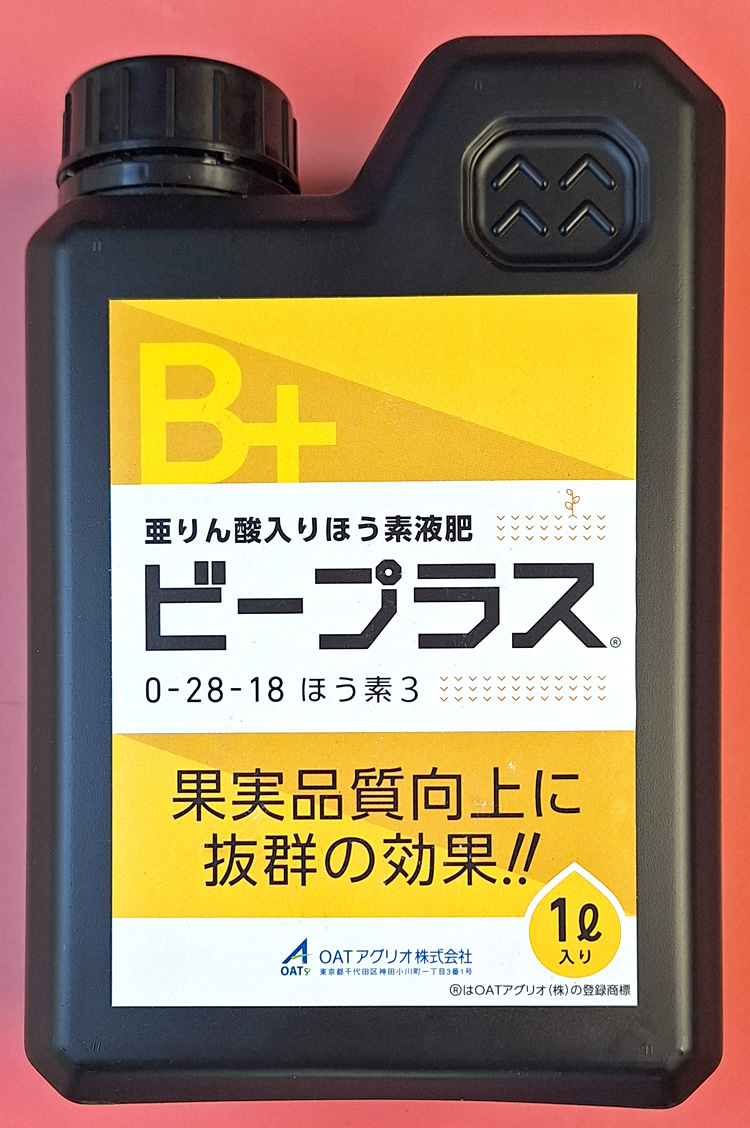 B+
亜りん酸入りほう素液肥
ビープラス®
0-28-18 ほう素3
果実品質向上に
抜群の効果!!
1ℓ
入り
OAT アグリオ株式会社
OAT 東京都千代田区神田小川町一丁目3番1号
®はOATアグリオ(株)の登録商標